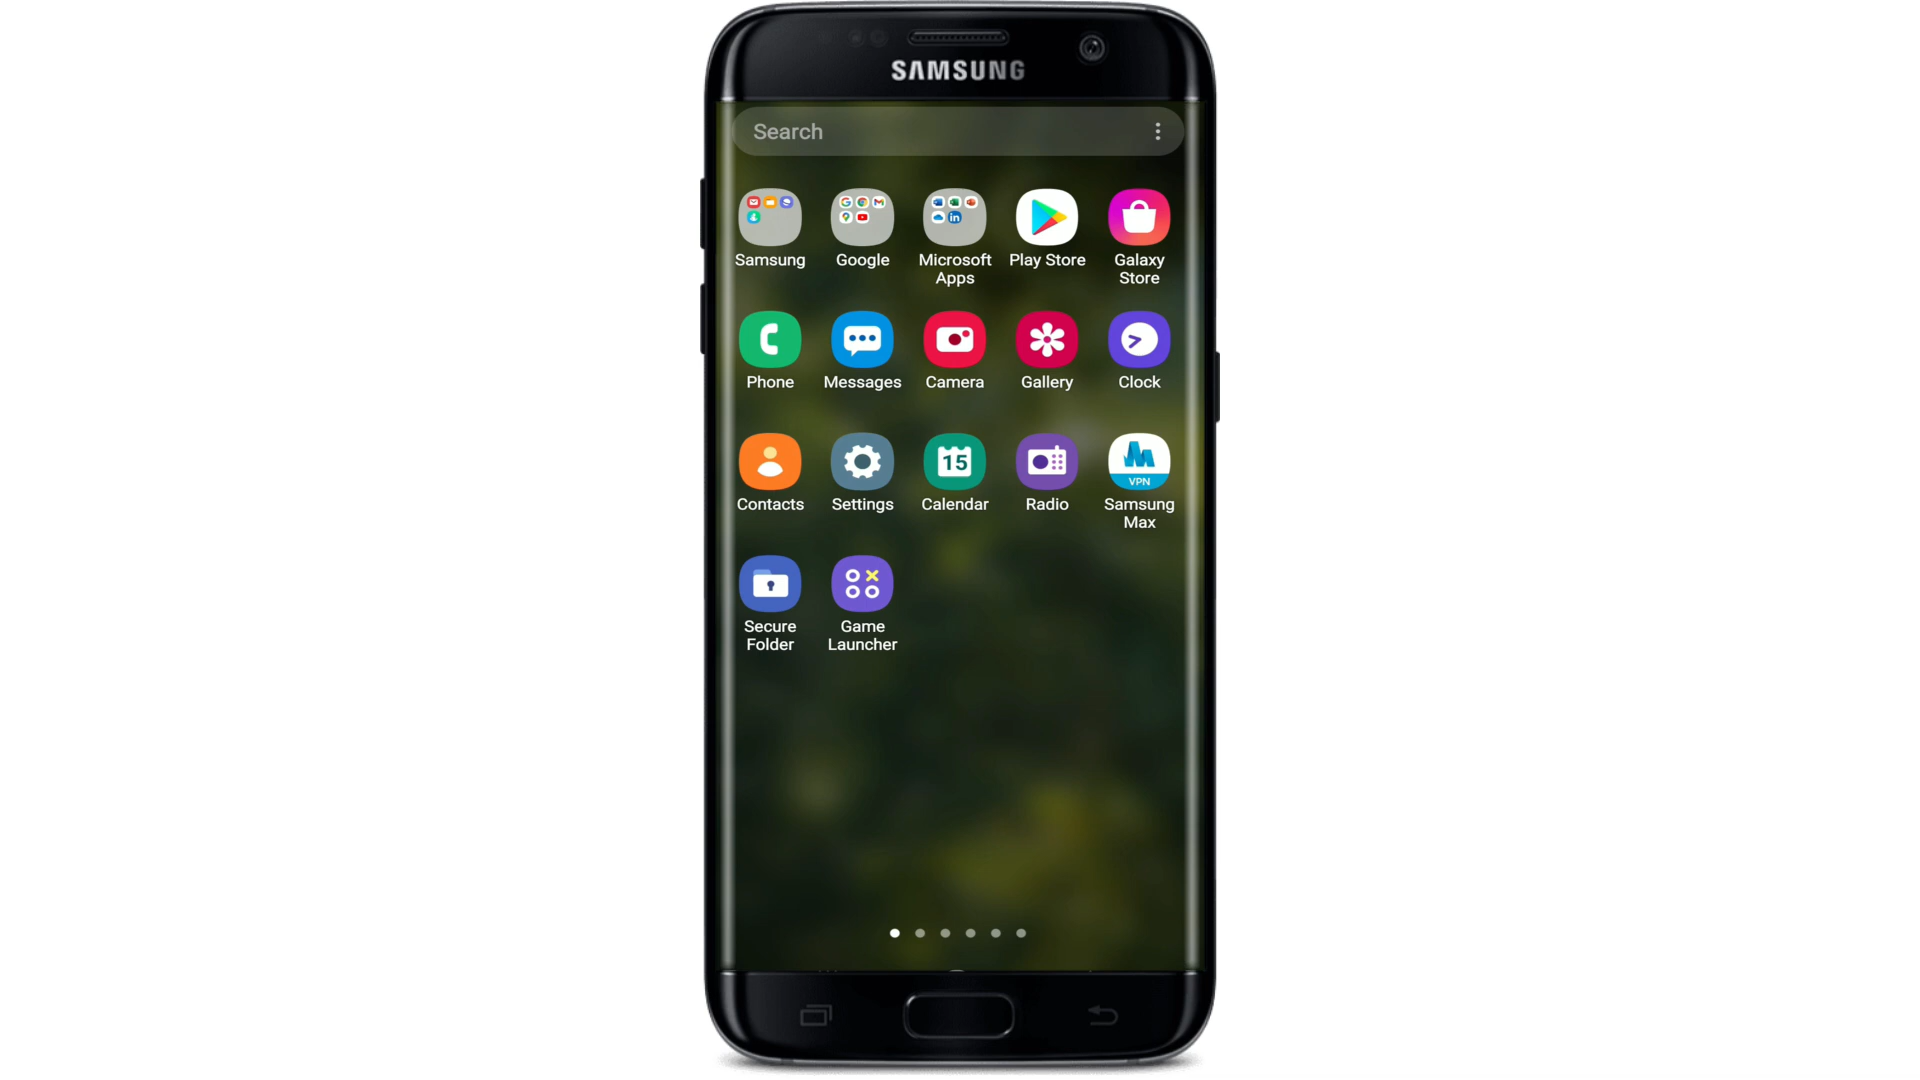 SAMSUNG
Search
Samsung
Google
Microsoft
Apps
Play Store
Galaxy
Store
Phone
Messages
Camera
Gallery
Clock
Contacts
Settings
15
Calendar
Radio
VPN
Samsung
Max
Secure
Folder
Game
Launcher